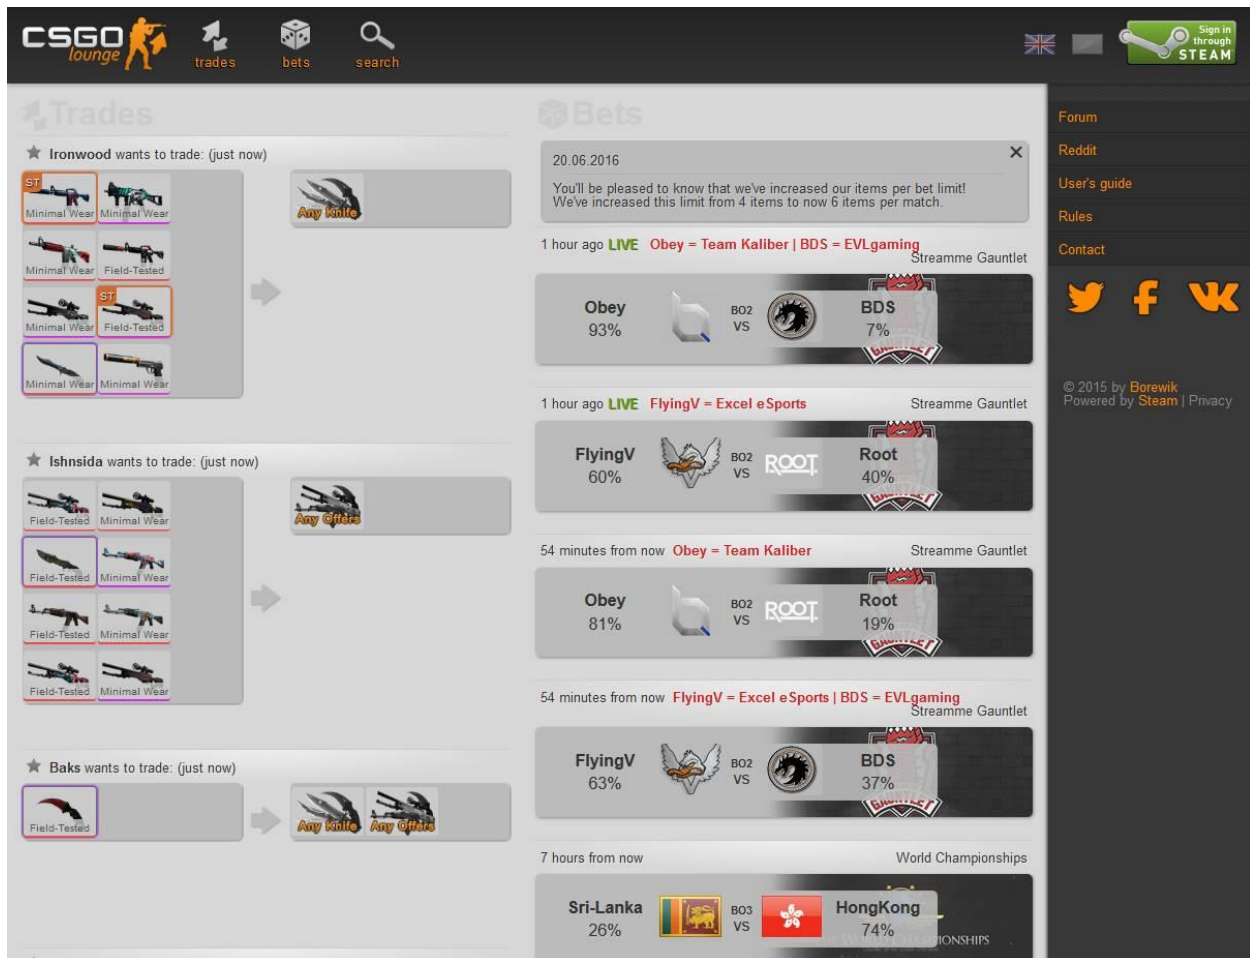 CSGO
lounge
trades
bets
search
Sign in
through
STEAM
Trades
Ironwood wants to trade: (just now)
ST
Minimal Wear
Minimal Wear
Minimal Wear
Field-Tested
ST
Minimal Wear
Field-Tested
Minimal Wear
Minimal Wear
Any Knife
Ishnsida wants to trade: (just now)
Field-Tested
Minimal Wear
Field-Tested
Minimal Wear
Field-Tested
Minimal Wear
Field-Tested
Minimal Wear
Any Offers
Baks wants to trade: (just now)
Field-Tested
Any Knife
Any Offers
Bets
20.06.2016
You'll be pleased to know that we've increased our items per bet limit!
We've increased this limit from 4 items to now 6 items per match.
1 hour ago LIVE Obey = Team Kaliber | BDS = EVLgaming
Streamme Gauntlet
Obey
93%
BO2
VS
BDS
7%
GAUNTLET
1 hour ago LIVE FlyingV = Excel eSports
Streamme Gauntlet
FlyingV
60%
BO2
VS
ROOT
Root
40%
GAUNTLET
54 minutes from now Obey = Team Kaliber
Streamme Gauntlet
Obey
81%
BO2
VS
ROOT
Root
19%
GAUNTLET
54 minutes from now FlyingV = Excel eSports | BDS = EVLgaming
Streamme Gauntlet
FlyingV
63%
BO2
VS
BDS
37%
GAUNTLET
7 hours from now
World Championships
Sri-Lanka
26%
BO3
VS
HongKong
74%
Forum
Reddit
User's guide
Rules
Contact
© 2015 by Borewik
Powered by Steam | Privacy